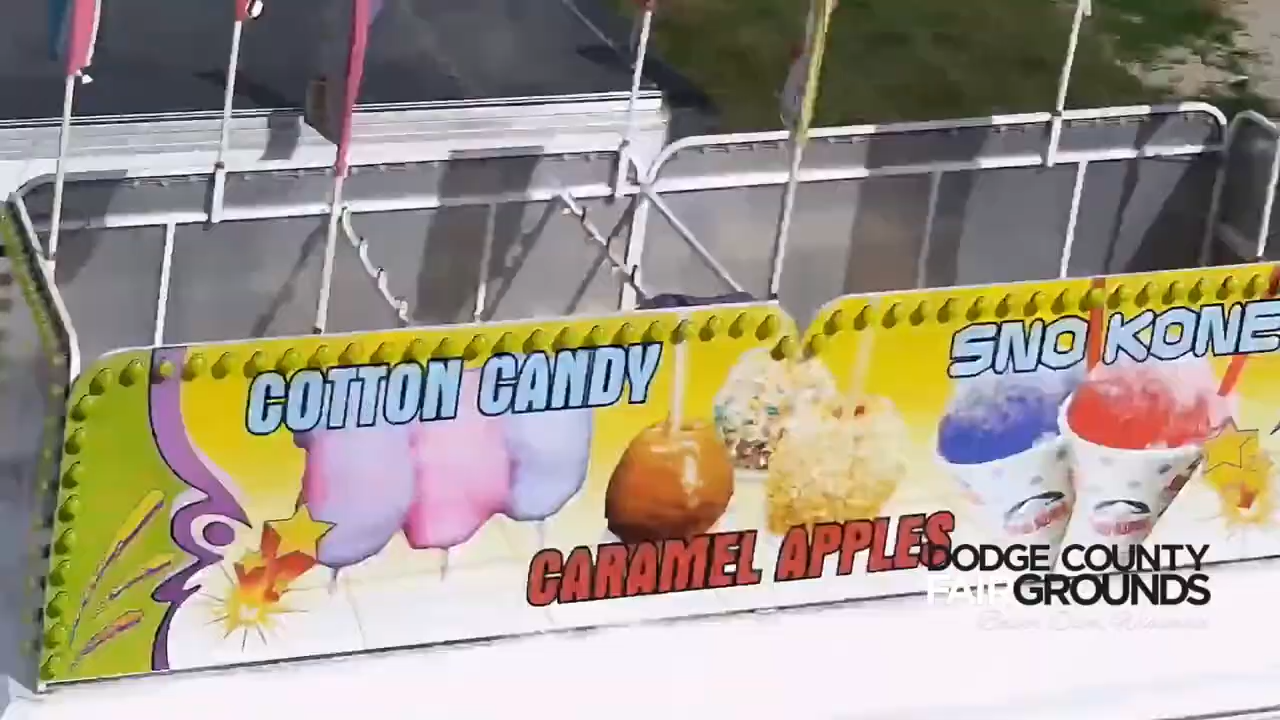 COTTON CANDY
SNO KONE
CARAMEL APPLES
DODGE COUNTY
FAIRGROUNDS